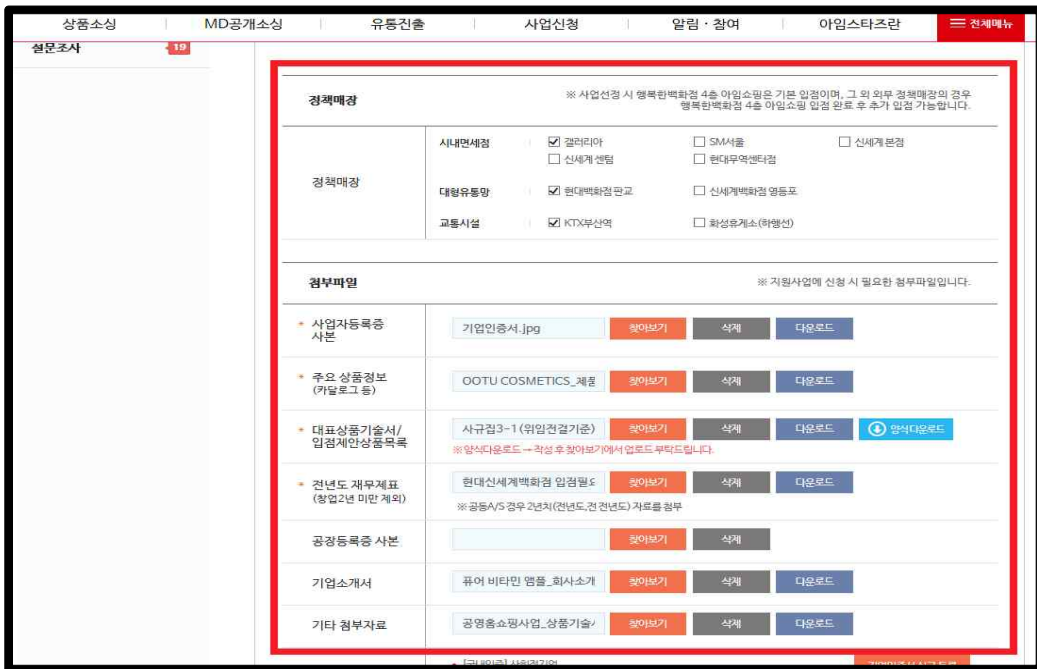 상품소싱 MD공개소싱 유통진출 사업신청 알림 · 참여 아임스타즈란 전체메뉴
설문조사 19
정책매장 ※ 사업선정 시 행복한백화점 4층 아임쇼핑은 기본 입점이며, 그 외 외부 정책매장의 경우
행복한백화점 4층 아임쇼핑 입점 완료 후 추가 입점 가능합니다.
정책매장
시내면세점 갤러리아 SM서울 신세계 본점
신세계 센텀 현대무역센터점
대형유통망 현대백화점 판교 신세계백화점 영등포
교통시설 KTX부산역 화성휴게소(하행선)
첨부파일 ※ 지원사업에 신청 시 필요한 첨부파일입니다.
* 사업자등록증
사본
기업인증서.jpg 찾아보기 삭제 다운로드
* 주요 상품정보
(카달로그 등)
OOTU COSMETICS_제품 찾아보기 삭제 다운로드
* 대표상품기술서/
입점제안상품목록
사규집3-1(위임전결기준) 찾아보기 삭제 다운로드 양식다운로드
※ 양식다운로드 → 작성 후 찾아보기에서 업로드 부탁드립니다.
* 전년도 재무제표
(창업2년 미만 제외)
현대신세계백화점 입점필요 찾아보기 삭제 다운로드
※ 공동A/S 경우 2년치(전년도,전전년도) 자료를 첨부
공장등록증 사본 찾아보기 삭제
기업소개서 퓨어 비타민 앰플_회사소개 찾아보기 삭제 다운로드
기타 첨부자료 공영홈쇼핑사업_상품기술 찾아보기 삭제 다운로드